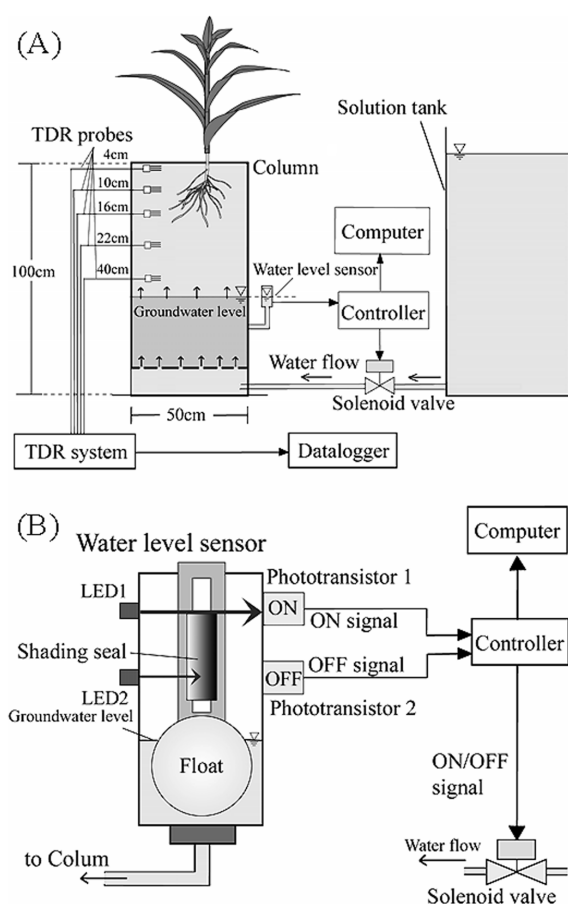 (A)
TDR probes
4cm
10cm
16cm
22cm
40cm
100cm
50cm
Column
Solution tank
Computer
Water level sensor
Controller
Groundwater level
Water flow
Solenoid valve
TDR system
Datalogger
(B)
Water level sensor
LED1
Shading seal
LED2
Groundwater level
Float
to Colum
Phototransistor 1
ON
ON signal
OFF signal
OFF
Phototransistor 2
Computer
Controller
ON/OFF
signal
Water flow
Solenoid valve